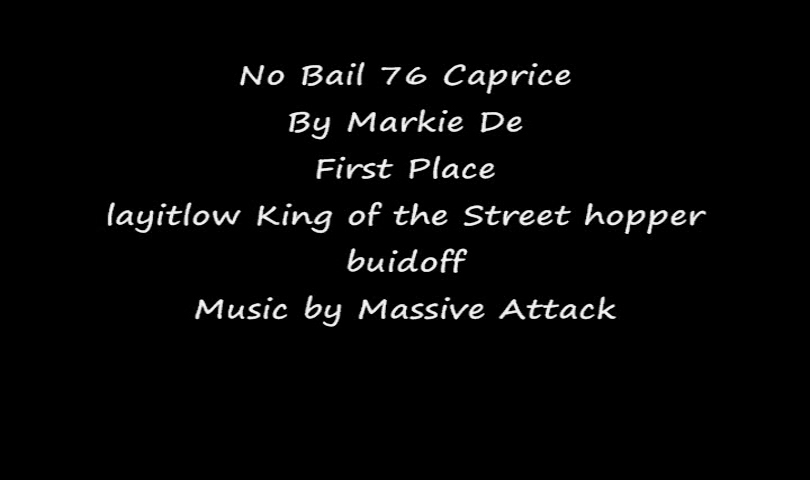 No Bail 76 Caprice
By Markie De
First Place
layitlow King of the Street hopper
buidoff
Music by Massive Attack